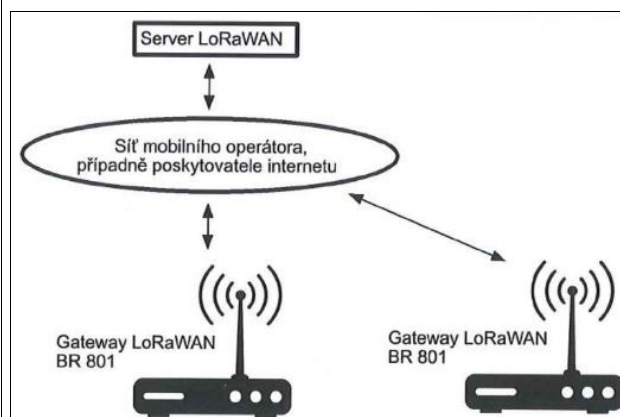 Server LoRaWAN
Síť mobilního operátora,
případně poskytovatele internetu
Gateway LoRaWAN
BR 801
Gateway LoRaWAN
BR 801